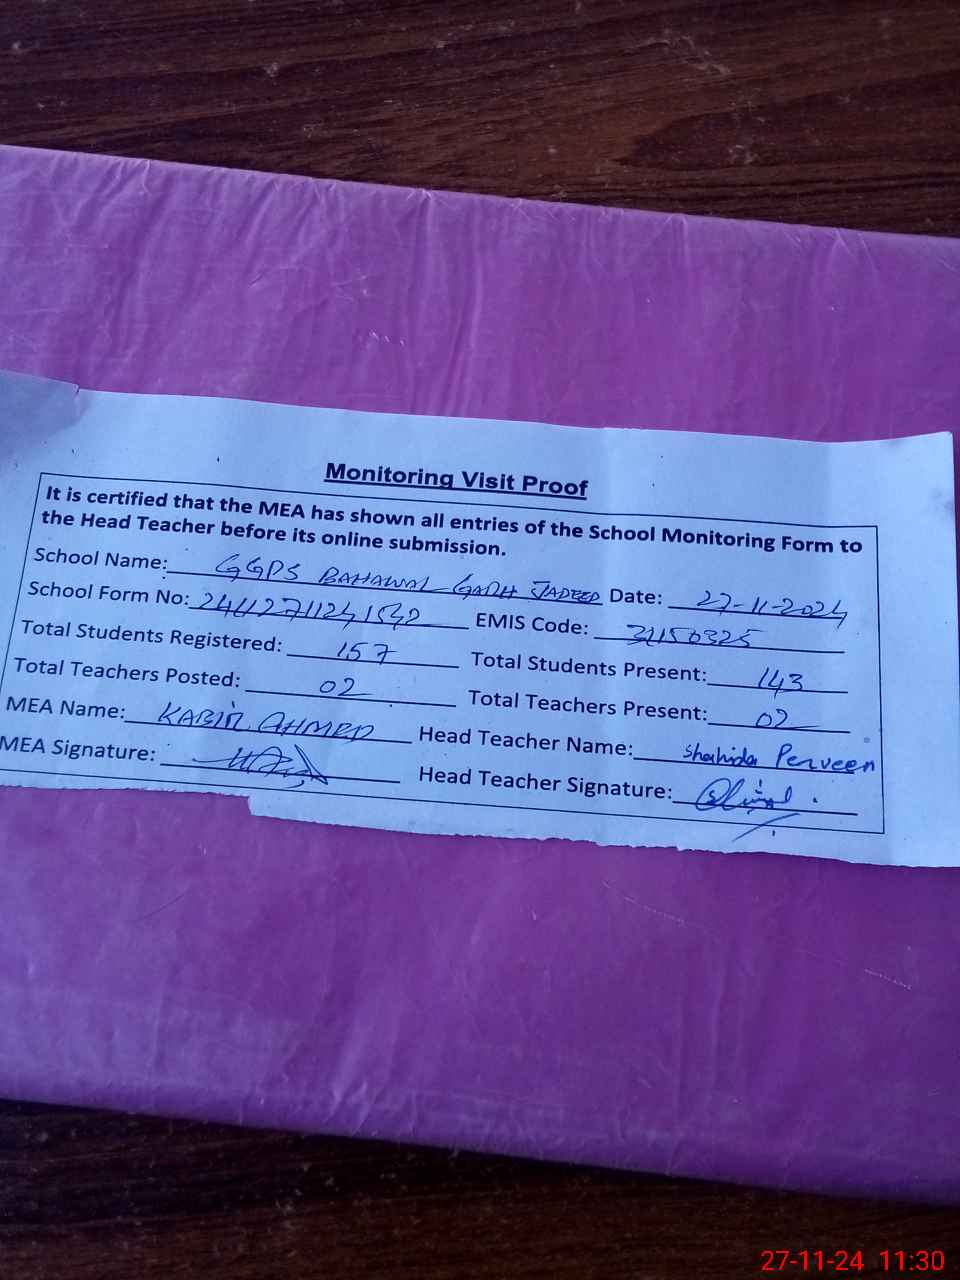 Monitoring Visit Proof
It is certified that the MEA has shown all entries of the School Monitoring Form to
the Head Teacher before its online submission.
School Name: GGPS BAHAWAL GARH JADEED Date: 27-11-2024
School Form No: EMIS Code: 31150325
Total Students Registered: 157 Total Students Present: 143
Total Teachers Posted: 02 Total Teachers Present: 02
MEA Name: KABIR AHMED Head Teacher Name: Shahida Perveen
MEA Signature: Head Teacher Signature:
27-11-24 11:30